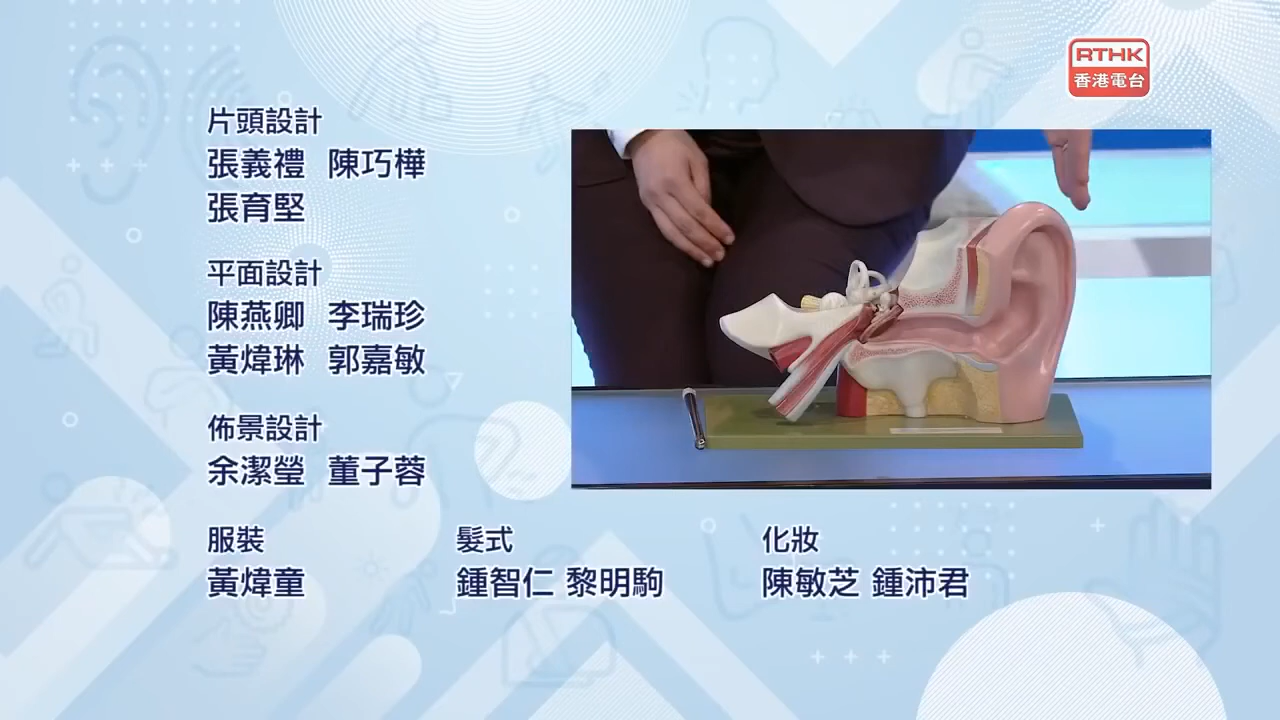 RTHK
香港電台
片頭設計
張義禮 陳巧樺
張育堅
平面設計
陳燕卿 李瑞珍
黃煒琳 郭嘉敏
佈景設計
余潔瑩 董子蓉
服裝 髮式 化妝
黃煒童 鍾智仁 黎明駒 陳敏芝 鍾沛君